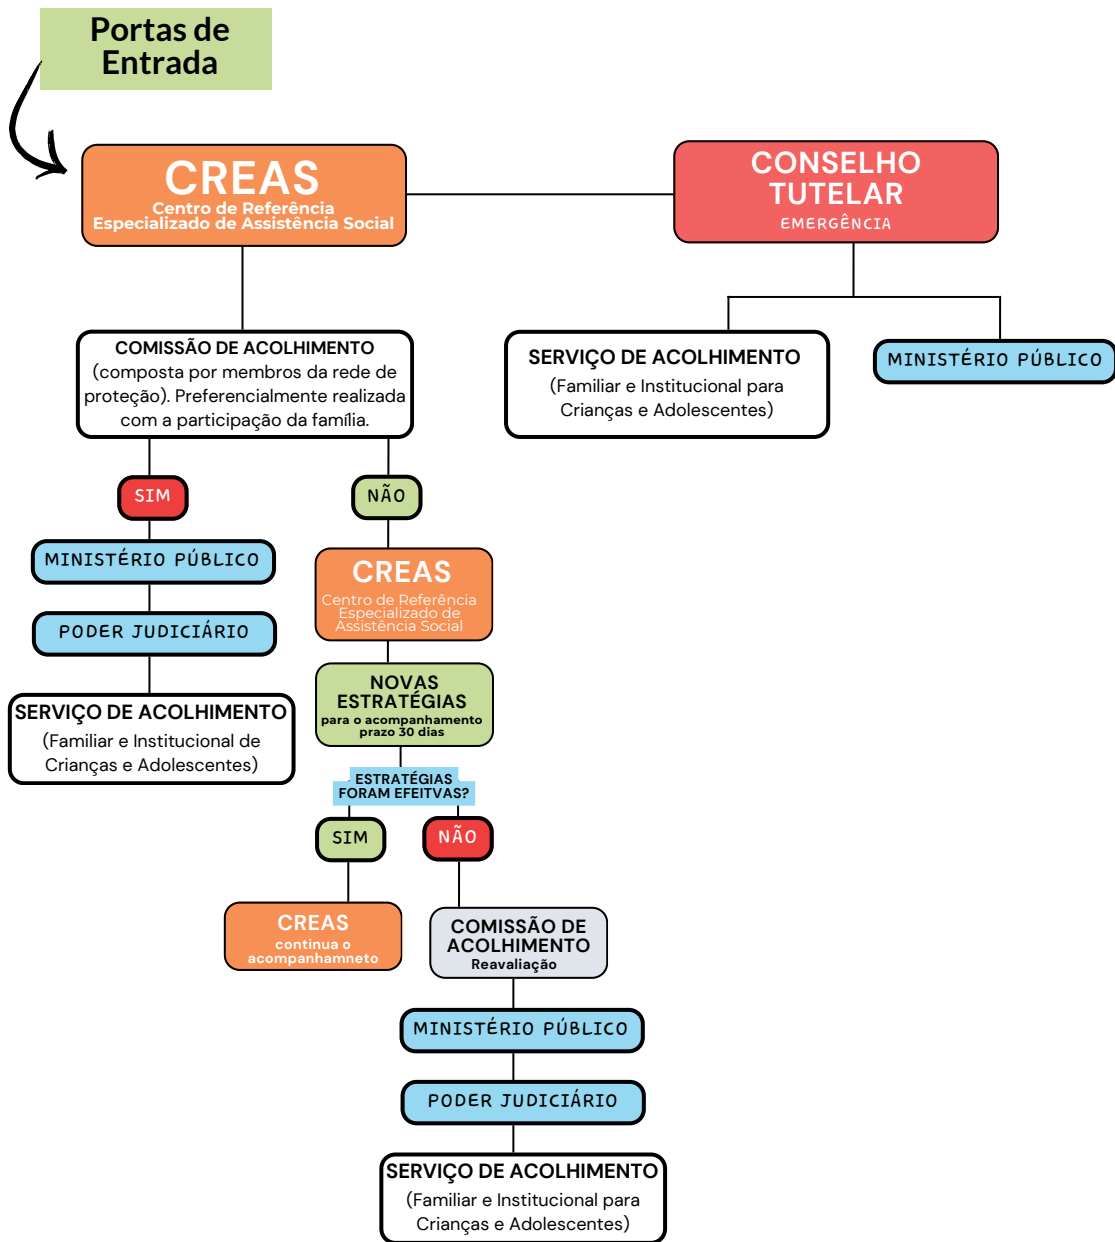 Portas de
Entrada
CREAS
Centro de Referência
Especializado de Assistência Social
CONSELHO
TUTELAR
EMERGÊNCIA
COMISSÃO DE ACOLHIMENTO
(composta por membros da rede de
proteção). Preferencialmente realizada
com a participação da família.
SERVIÇO DE ACOLHIMENTO
(Familiar e Institucional para
Crianças e Adolescentes)
MINISTÉRIO PÚBLICO
SIM
NÃO
MINISTÉRIO PÚBLICO
PODER JUDICIÁRIO
SERVIÇO DE ACOLHIMENTO
(Familiar e Institucional de
Crianças e Adolescentes)
CREAS
Centro de Referência
Especializado de
Assistência Social
NOVAS
ESTRATÉGIAS
para o acompanhamento
prazo 30 dias
ESTRATÉGIAS
FORAM EFEITVAS?
SIM
NÃO
CREAS
continua o
acompanhamneto
COMISSÃO DE
ACOLHIMENTO
Reavaliação
MINISTÉRIO PÚBLICO
PODER JUDICIÁRIO
SERVIÇO DE ACOLHIMENTO
(Familiar e Institucional para
Crianças e Adolescentes)